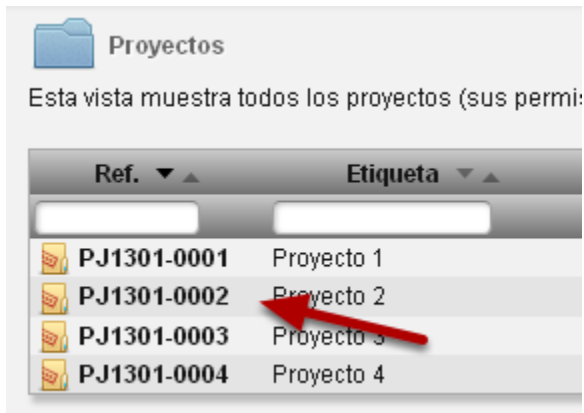 Proyectos
Esta vista muestra todos los proyectos (sus permis
Ref. Etiqueta
PJ1301-0001 Proyecto 1
PJ1301-0002 Proyecto 2
PJ1301-0003 Proyecto 3
PJ1301-0004 Proyecto 4